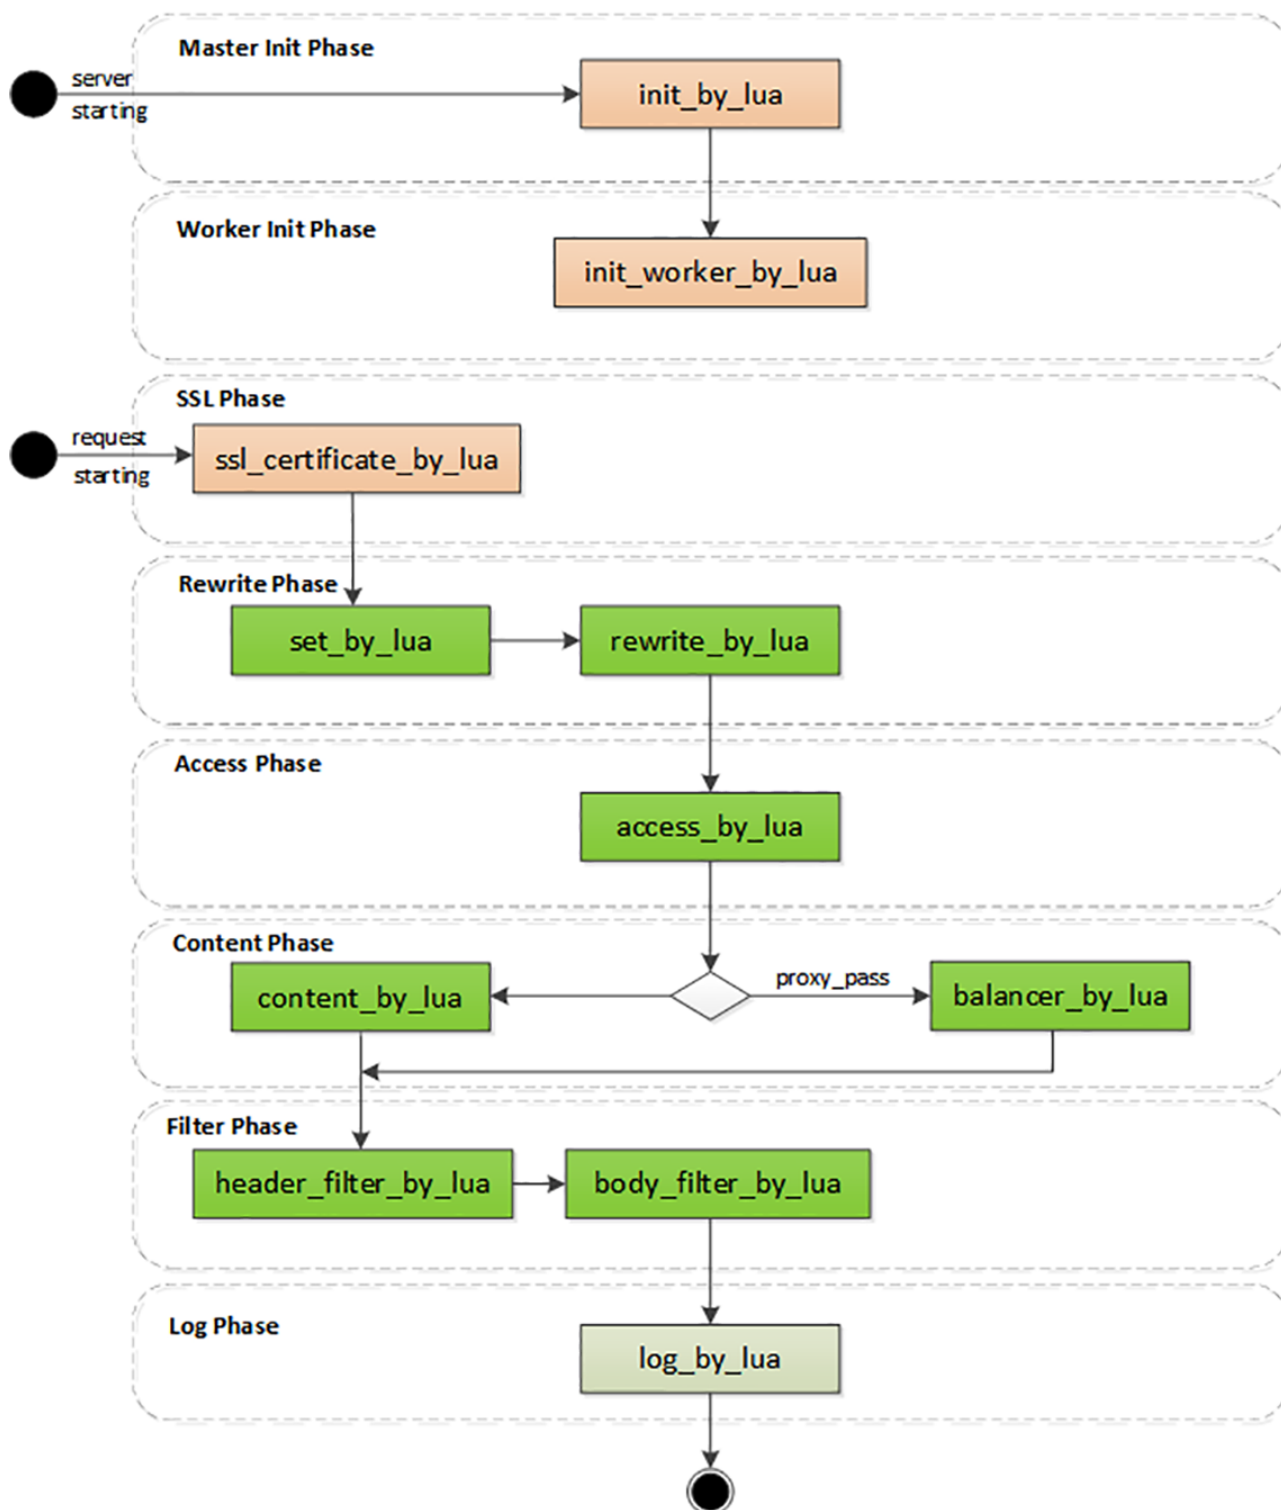 Master Init Phase
server
starting
init_by_lua
Worker Init Phase
init_worker_by_lua
SSL Phase
request
starting
ssl_certificate_by_lua
Rewrite Phase
set_by_lua
rewrite_by_lua
Access Phase
access_by_lua
Content Phase
content_by_lua
proxy_pass
balancer_by_lua
Filter Phase
header_filter_by_lua
body_filter_by_lua
Log Phase
log_by_lua